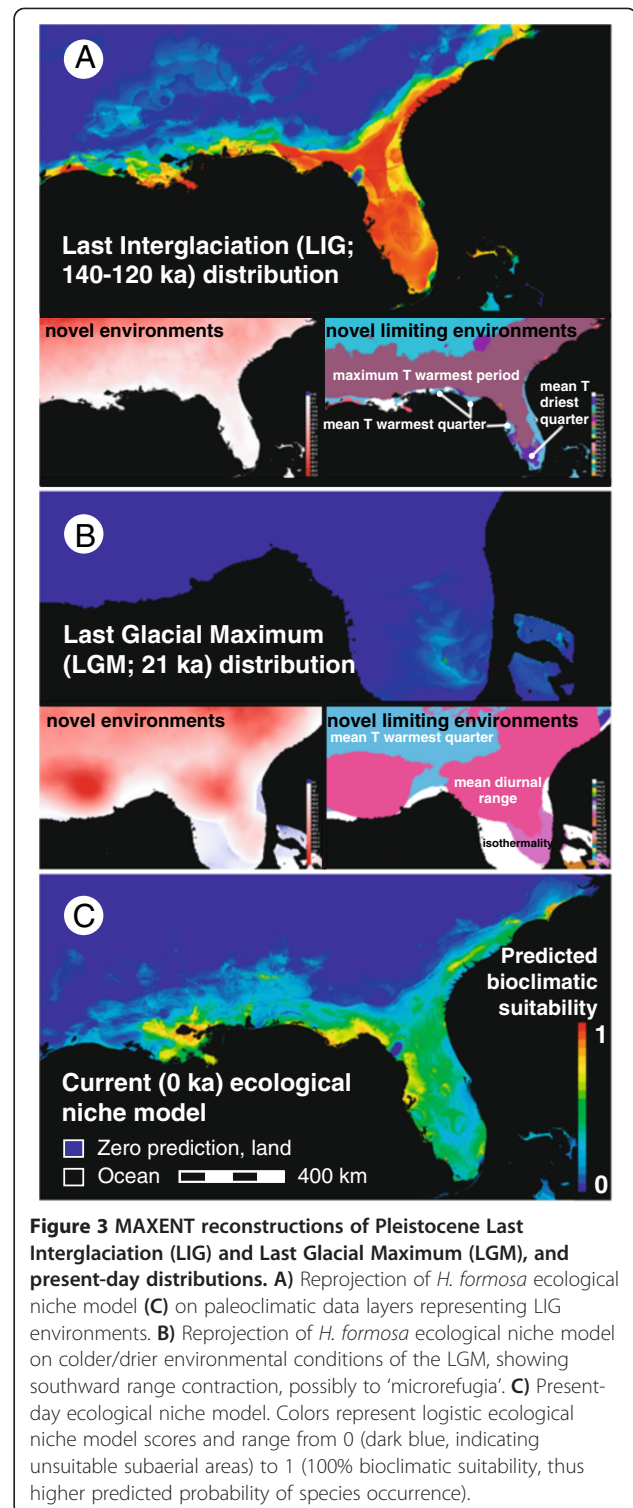 A
Last Interglaciation (LIG;
140-120 ka) distribution
novel environments
novel limiting environments
maximum T warmest period
mean T
driest
quarter
mean T warmest quarter
B
Last Glacial Maximum
(LGM; 21 ka) distribution
novel environments
novel limiting environments
mean T warmest quarter
mean diurnal
range
isothermality
C
Predicted
bioclimatic
suitability
1
0
Current (0 ka) ecological
niche model
Zero prediction, land
Ocean
400 km
Figure 3 MAXENT reconstructions of Pleistocene Last
Interglaciation (LIG) and Last Glacial Maximum (LGM), and
present-day distributions. A) Reprojection of H. formosa ecological
niche model (C) on paleoclimatic data layers representing LIG
environments. B) Reprojection of H. formosa ecological niche model
on colder/drier environmental conditions of the LGM, showing
southward range contraction, possibly to ‘microrefugia’. C) Present-
day ecological niche model. Colors represent logistic ecological
niche model scores and range from 0 (dark blue, indicating
unsuitable subaerial areas) to 1 (100% bioclimatic suitability, thus
higher predicted probability of species occurrence).